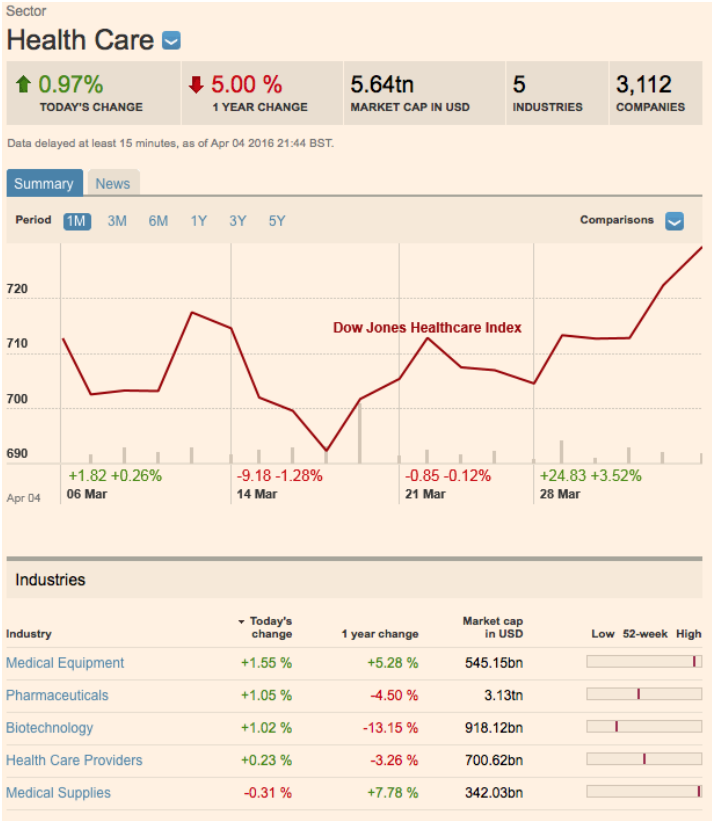 Sector
Health Care
0.97% 5.00 % 5.64tn 5 3,112
TODAY'S CHANGE 1 YEAR CHANGE MARKET CAP IN USD INDUSTRIES COMPANIES
Data delayed at least 15 minutes, as of Apr 04 2016 21:44 BST.
Summary News
Period 1M 3M 6M 1Y 3Y 5Y Comparisons
720
Dow Jones Healthcare Index
710
700
690
+1.82 +0.26% -9.18 -1.28% -0.85 -0.12% +24.83 +3.52%
Apr 04 06 Mar 14 Mar 21 Mar 28 Mar
Industries
Industry Today's change 1 year change Market cap in USD Low 52-week High
Medical Equipment +1.55 % +5.28 % 545.15bn
Pharmaceuticals +1.05 % -4.50 % 3.13tn
Biotechnology +1.02 % -13.15 % 918.12bn
Health Care Providers +0.23 % -3.26 % 700.62bn
Medical Supplies -0.31 % +7.78 % 342.03bn